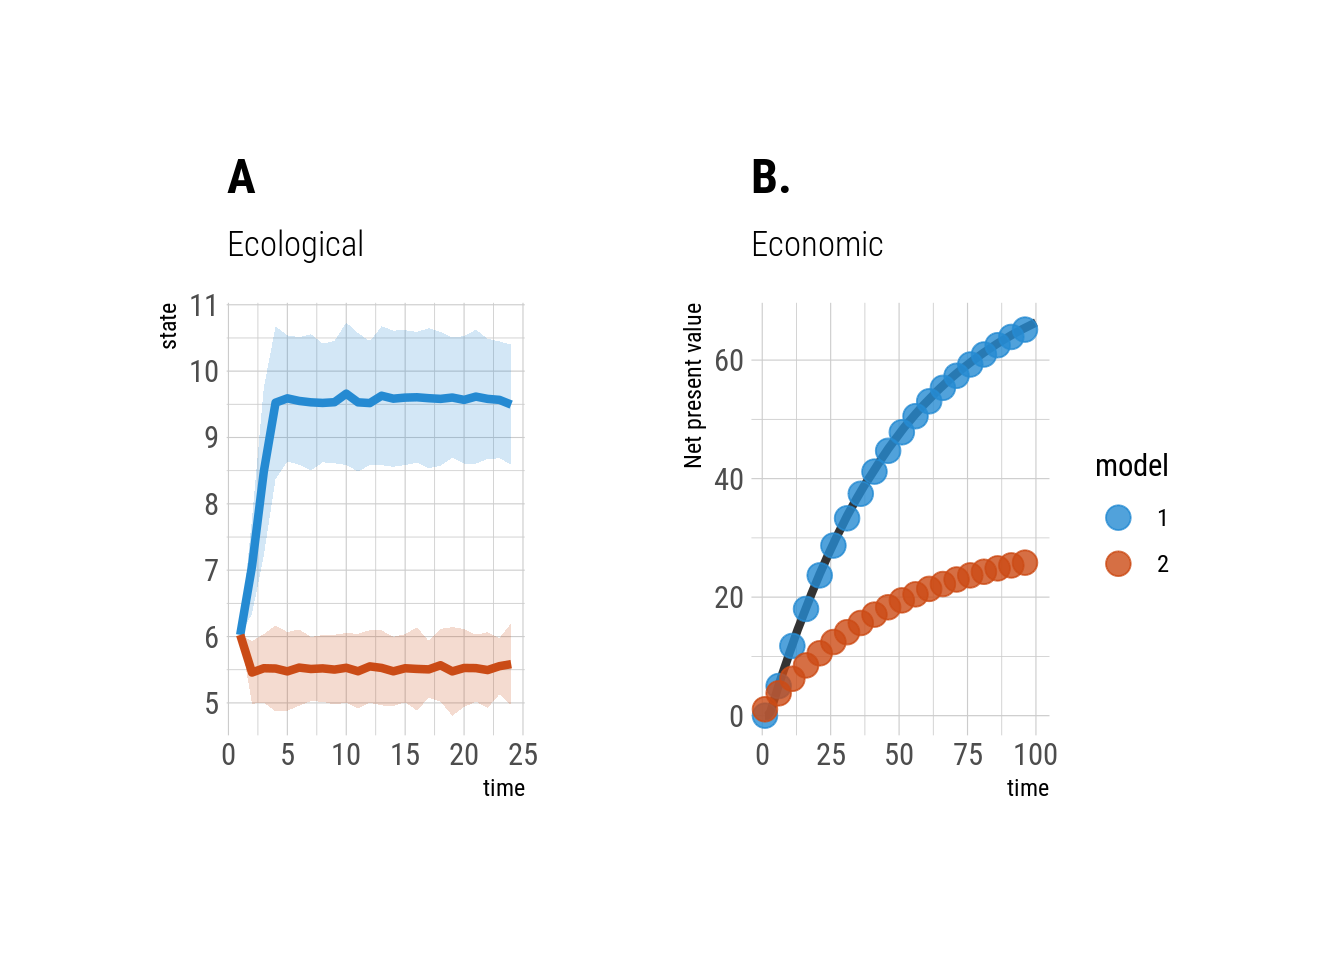 A
Ecological
state
11
10
9
8
7
6
5
0 5 10 15 20 25
time
B.
Economic
Net present value
60
40
20
0
0 25 50 75 100
time
model
1
2